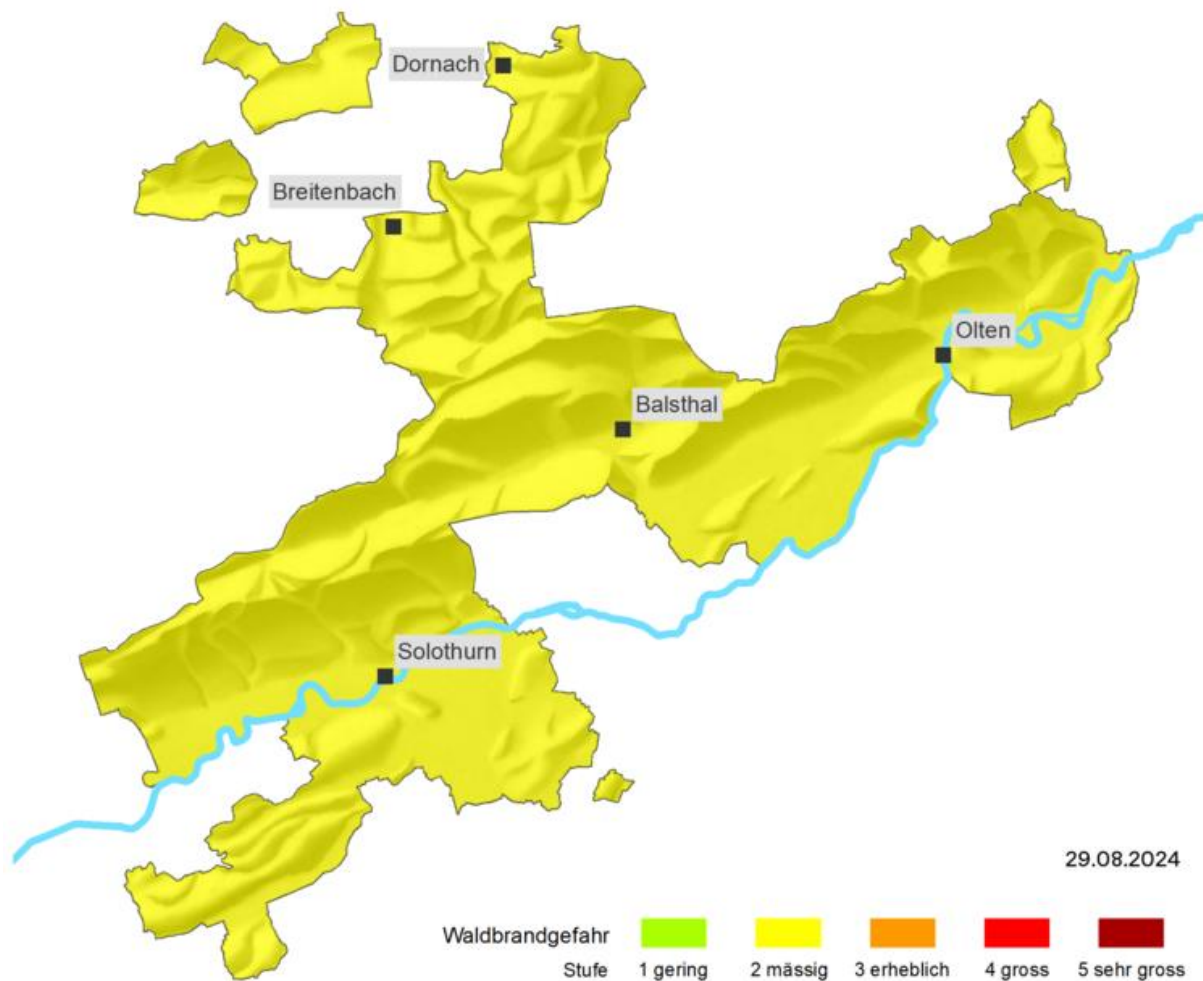 Dornach
Breitenbach
Olten
Balsthal
Solothurn
29.08.2024
Waldbrandgefahr
Stufe 1 gering 2 mässig 3 erheblich 4 gross 5 sehr gross